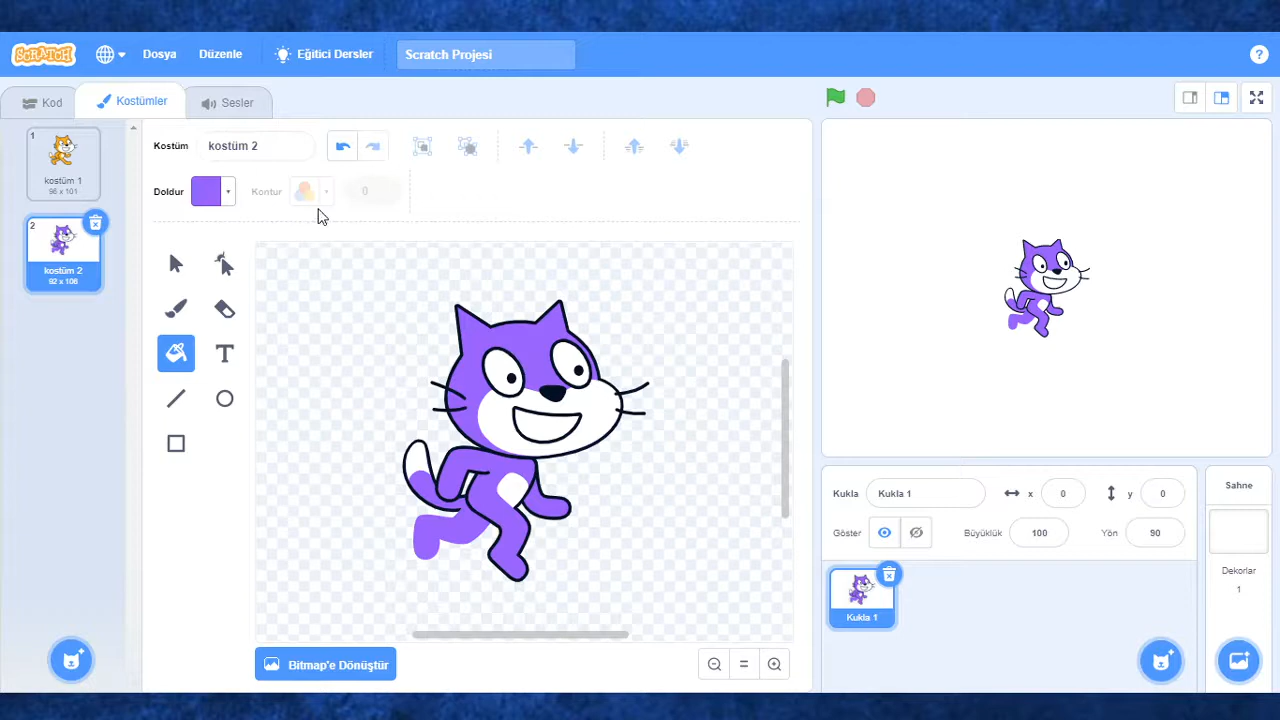 SCRATCH
Dosya
Düzenle
Eğitici Dersler
Scratch Projesi
?
Kod
Kostümler
Sesler
1
kostüm 1
96 x 101
2
kostüm 2
92 x 106
Kostüm
kostüm 2
Doldur
Kontur
0
T
Bitmap'e Dönüştür
Kukla
Kukla 1
x
0
y
0
Göster
Büyüklük
100
Yön
90
Kukla 1
Sahne
Dekorlar
1